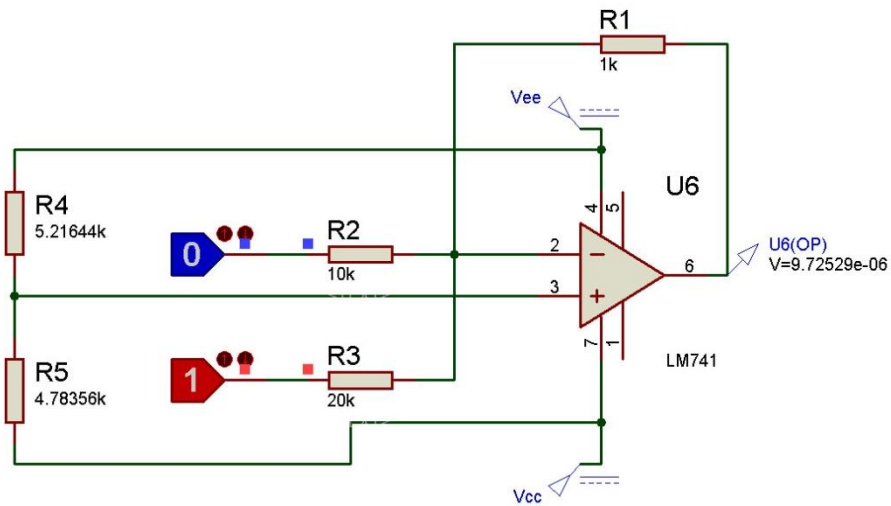 R1
1k
Vee
U6
4
5
R4
5.21644k
0
R2
10k
2
6
U6(OP)
V=9.72529e-06
3
R5
4.78356k
1
R3
20k
7
1
LM741
Vcc